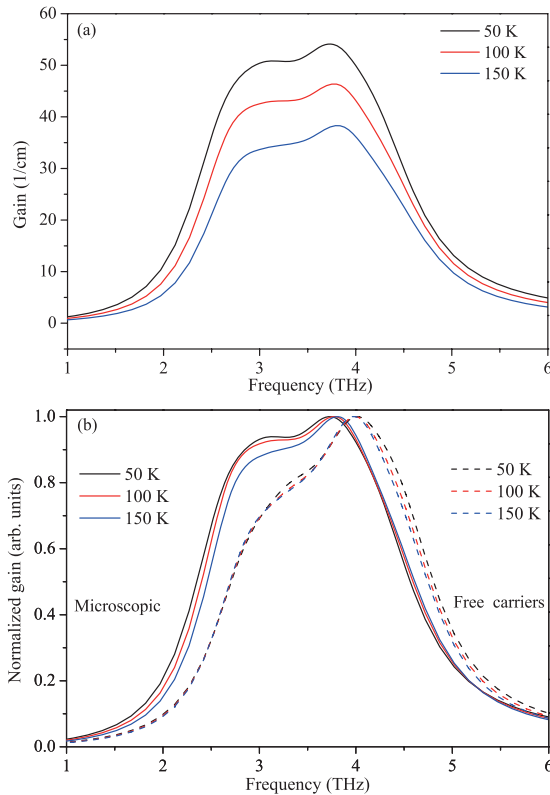 (a)
50 K
100 K
150 K
60
50
40
30
20
10
0
Gain (1/cm)
1 2 3 4 5 6
Frequency (THz)
(b)
50 K
100 K
150 K
50 K
100 K
150 K
Microscopic
Free carriers
1.0
0.8
0.6
0.4
0.2
0.0
Normalized gain (arb. units)
1 2 3 4 5 6
Frequency (THz)